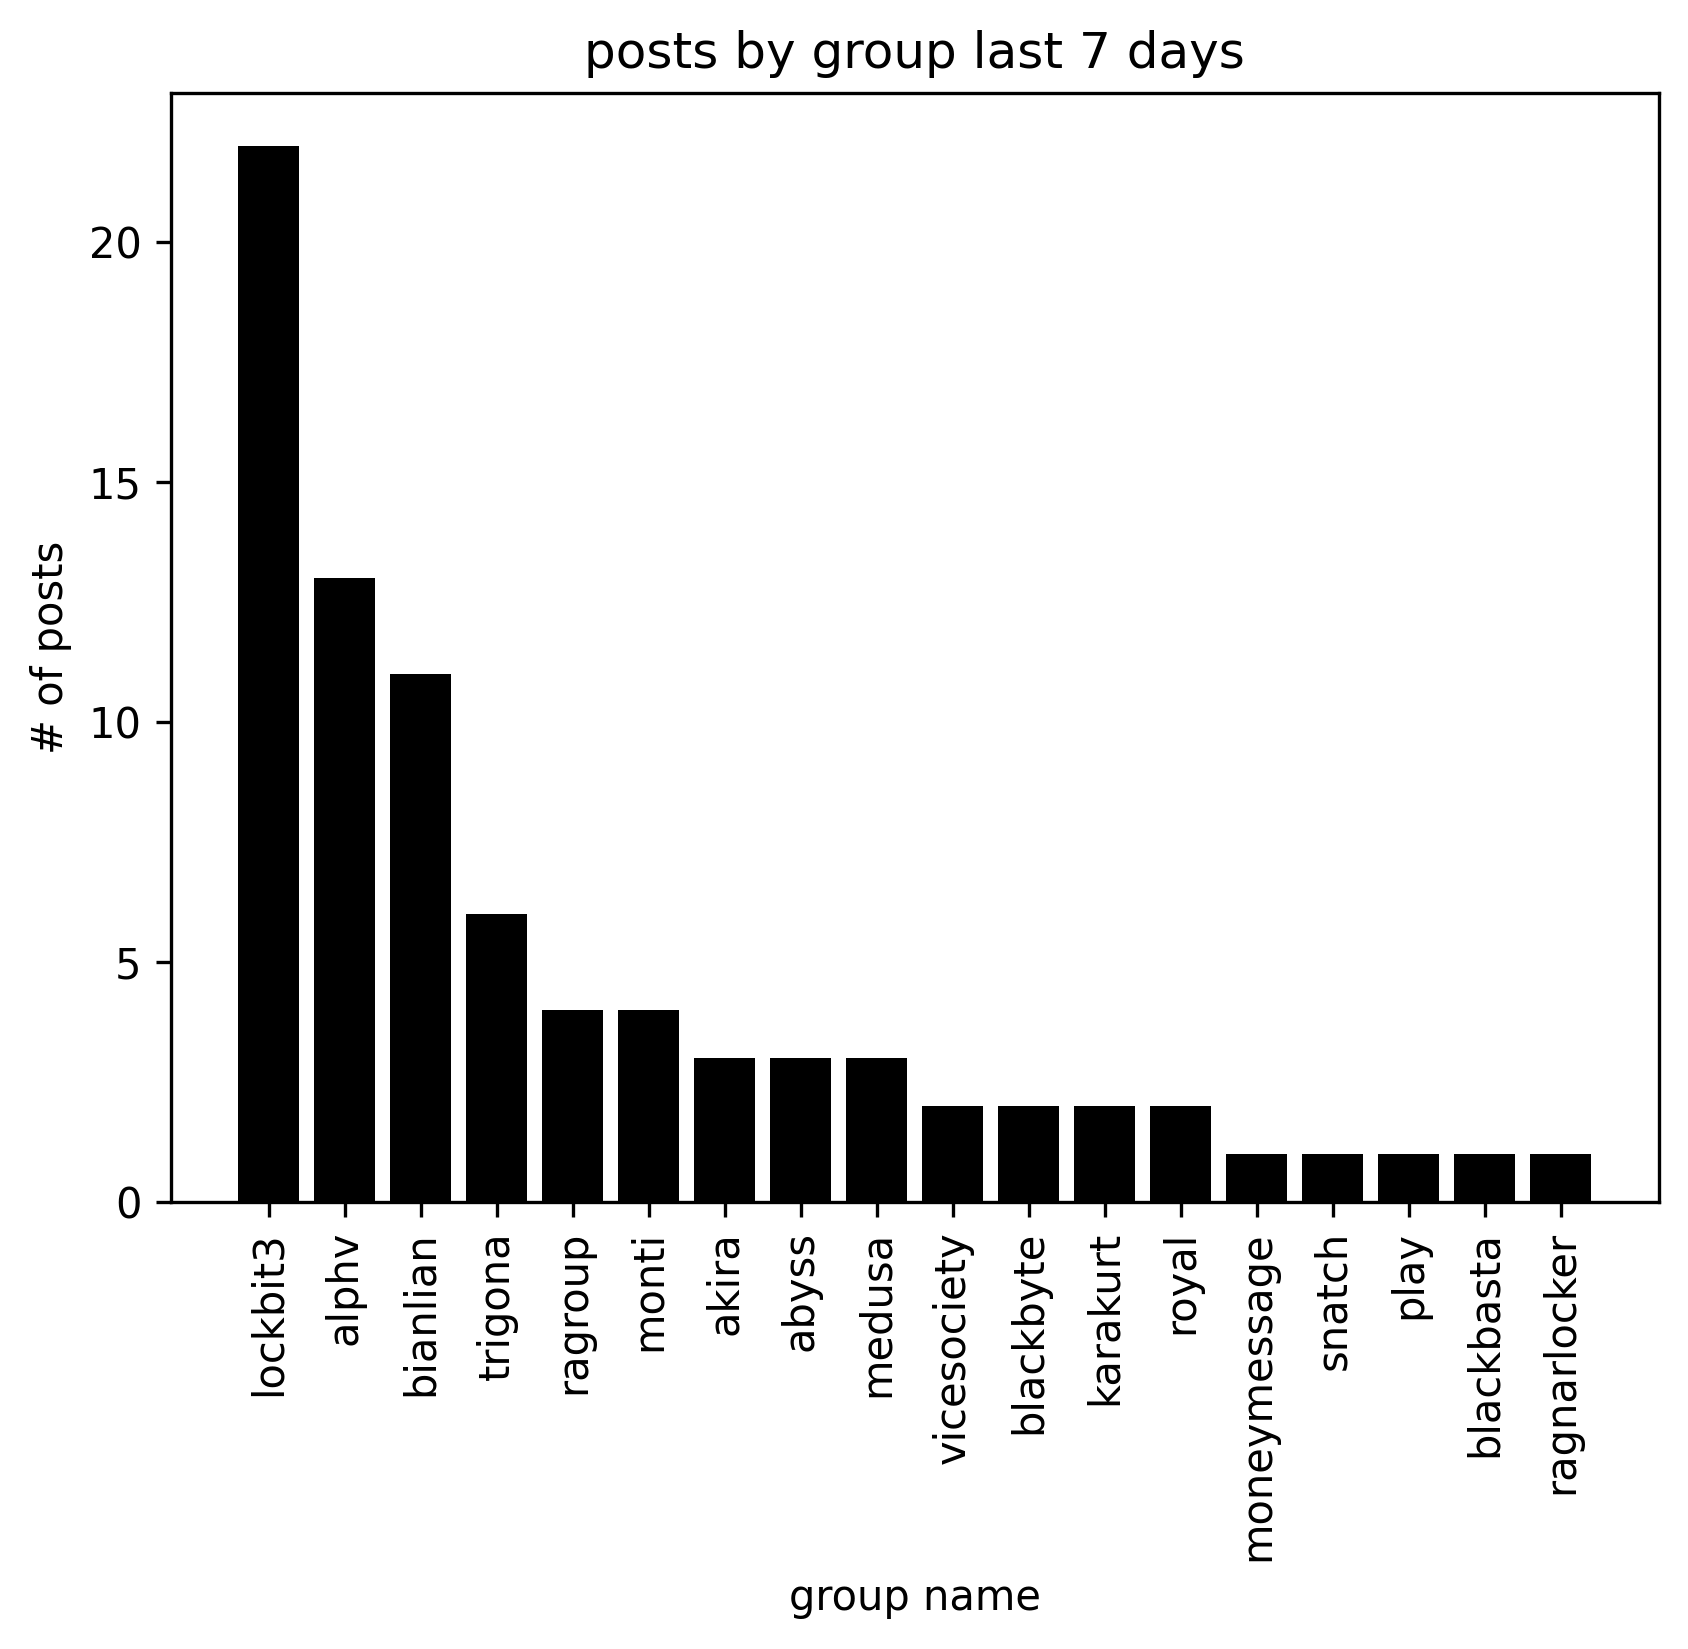 posts by group last 7 days
# of posts
20
15
10
5
0
lockbit3
alphv
bianlian
trigona
ragroup
monti
akira
abyss
medusa
vicesociety
blackbyte
karakurt
royal
moneymessage
snatch
play
blackbasta
ragnarlocker
group name